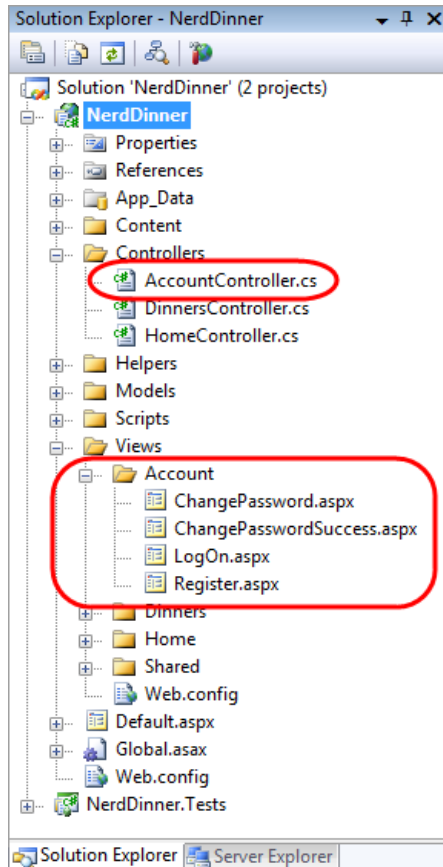 Solution Explorer - NerdDinner
Solution 'NerdDinner' (2 projects)
NerdDinner
Properties
References
App_Data
Content
Controllers
AccountController.cs
DinnersController.cs
HomeController.cs
Helpers
Models
Scripts
Views
Account
ChangePassword.aspx
ChangePasswordSuccess.aspx
LogOn.aspx
Register.aspx
Dinners
Home
Shared
Web.config
Default.aspx
Global.asax
Web.config
NerdDinner.Tests
Solution Explorer Server Explorer